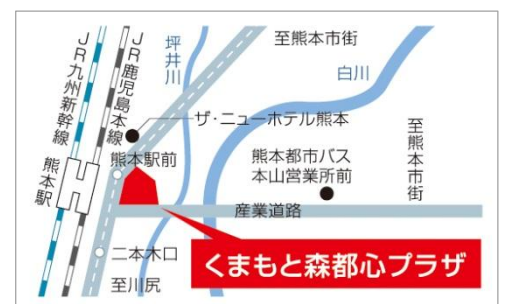 至熊本市街
坪井川
白川
JR鹿児島本線
JR九州新幹線
ザ・ニューホテル熊本
至熊本市街
熊本駅前
熊本都市バス
本山営業所前
熊本駅
産業道路
二本木口
くまもと森都心プラザ
至川尻